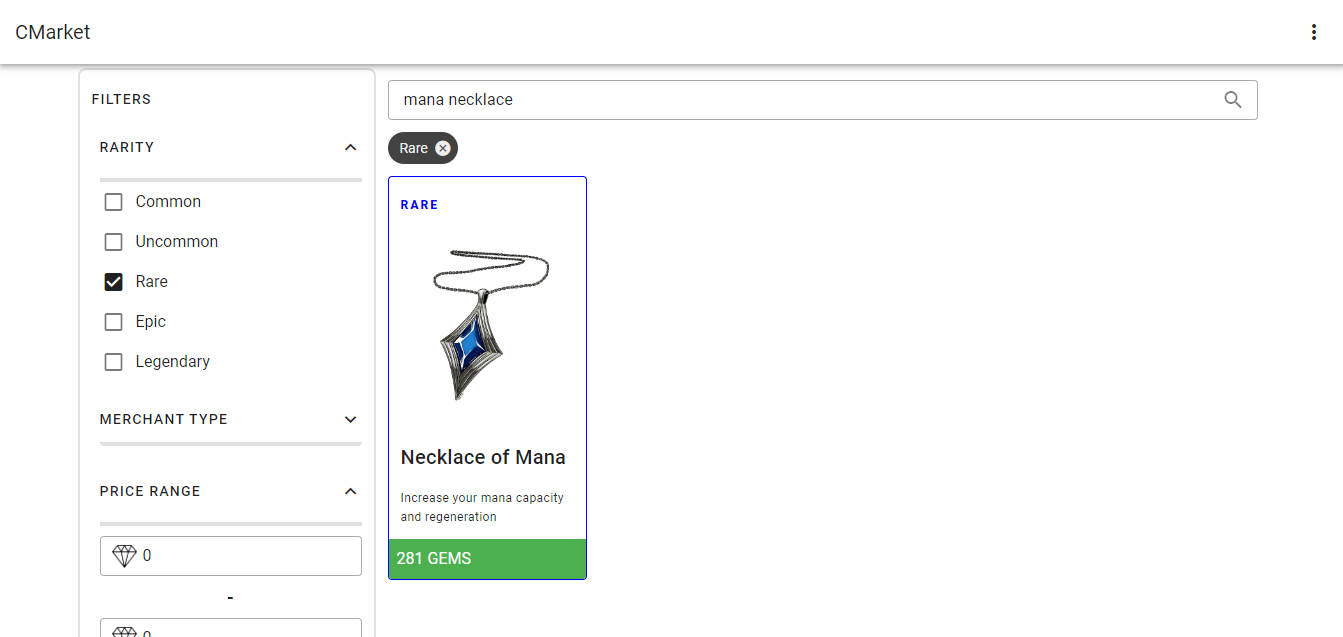 CMarket
FILTERS
RARITY
Common
Uncommon
Rare
Epic
Legendary
MERCHANT TYPE
PRICE RANGE
0
-
0
mana necklace
Rare
RARE
Necklace of Mana
Increase your mana capacity
and regeneration
281 GEMS